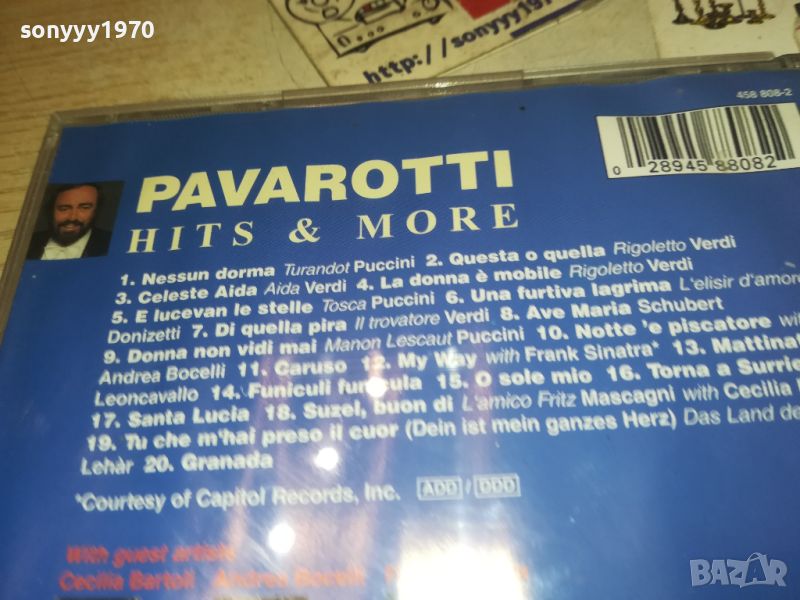 sonyyy1970
http://sonyyy
458 808-2
0 28945 88082
PAVAROTTI
HITS & MORE
1. Nessun dorma Turandot Puccini 2. Questa o quella Rigoletto Verdi
3. Celeste Aida Aida Verdi 4. La donna è mobile Rigoletto Verdi
5. E lucevan le stelle Tosca Puccini 6. Una furtiva lagrima L'elisir d'amor
Donizetti 7. Di quella pira Il trovatore Verdi 8. Ave Maria Schubert
9. Donna non vidi mai Manon Lescaut Puccini 10. Notte 'e piscatore with
Andrea Bocelli 11. Caruso 12. My Way with Frank Sinatra* 13. Mattinat
Leoncavallo 14. Funiculì funicula 15. O sole mio 16. Torna a Surrie
17. Santa Lucia 18. Suzel, buon dì L'amico Fritz Mascagni with Cecilia
19. Tu che m'hai preso il cuor (Dein ist mein ganzes Herz) Das Land de
Lehàr 20. Granada
*Courtesy of Capitol Records, Inc. ADD / DDD
With guest artists
Cecilia Bartoli Andrea Bocelli
BAZAR